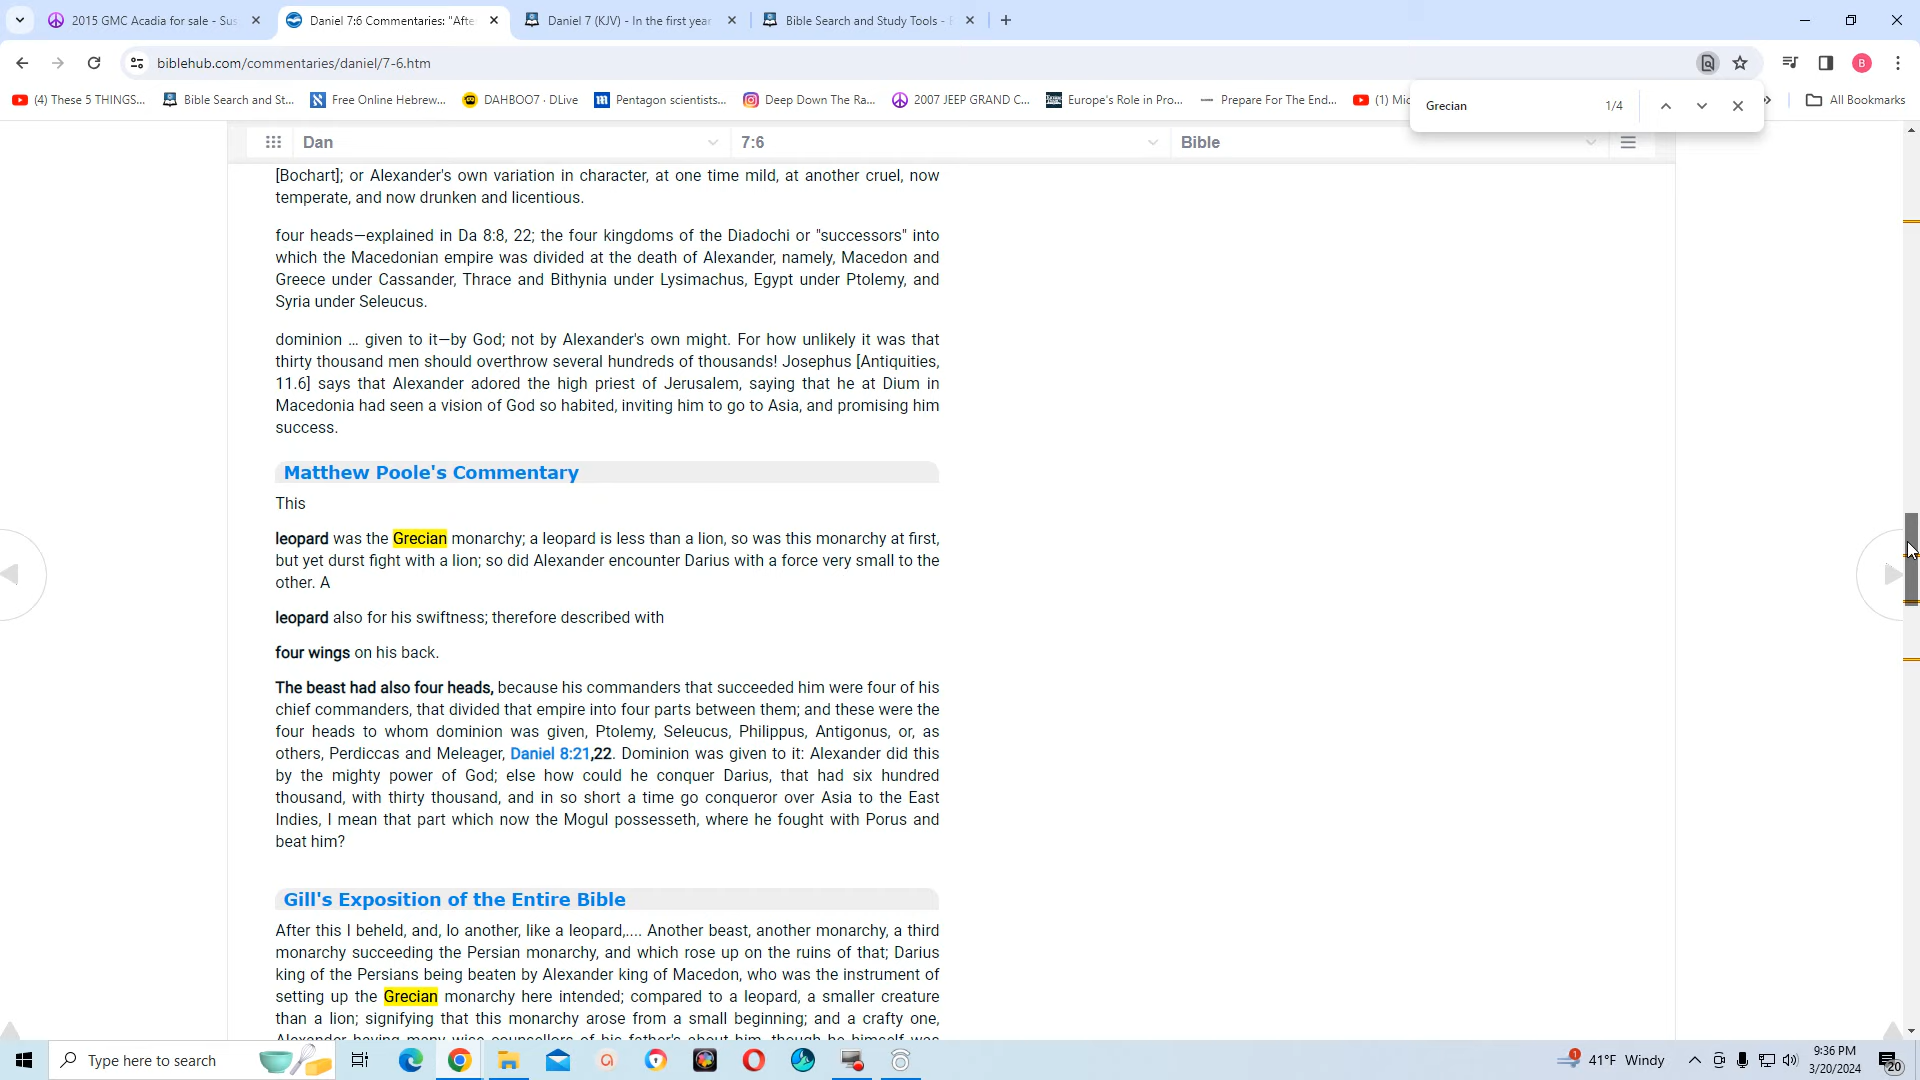 2015 GMC Acadia for sale - Sus
Daniel 7:6 Commentaries: "Afte
Daniel 7 (KJV) - In the first year
Bible Search and Study Tools -
biblehub.com/commentaries/daniel/7-6.htm
B
(4) These 5 THINGS...
Bible Search and St...
Free Online Hebrew...
DAHBOO7 · DLive
Pentagon scientists...
Deep Down The Ra...
2007 JEEP GRAND C...
Europe's Role in Pro...
Prepare For The End...
(1) Mic
All Bookmarks
Grecian
1/4
Dan
7:6
Bible
[Bochart]; or Alexander's own variation in character, at one time mild, at another cruel, now
temperate, and now drunken and licentious.
four heads—explained in Da 8:8, 22; the four kingdoms of the Diadochi or "successors" into
which the Macedonian empire was divided at the death of Alexander, namely, Macedon and
Greece under Cassander, Thrace and Bithynia under Lysimachus, Egypt under Ptolemy, and
Syria under Seleucus.
dominion … given to it—by God; not by Alexander's own might. For how unlikely it was that
thirty thousand men should overthrow several hundreds of thousands! Josephus [Antiquities,
11.6] says that Alexander adored the high priest of Jerusalem, saying that he at Dium in
Macedonia had seen a vision of God so habited, inviting him to go to Asia, and promising him
success.
Matthew Poole's Commentary
This
leopard was the Grecian monarchy; a leopard is less than a lion, so was this monarchy at first,
but yet durst fight with a lion; so did Alexander encounter Darius with a force very small to the
other. A
leopard also for his swiftness; therefore described with
four wings on his back.
The beast had also four heads, because his commanders that succeeded him were four of his
chief commanders, that divided that empire into four parts between them; and these were the
four heads to whom dominion was given, Ptolemy, Seleucus, Philippus, Antigonus, or, as
others, Perdiccas and Meleager, Daniel 8:21,22. Dominion was given to it: Alexander did this
by the mighty power of God; else how could he conquer Darius, that had six hundred
thousand, with thirty thousand, and in so short a time go conqueror over Asia to the East
Indies, I mean that part which now the Mogul possesseth, where he fought with Porus and
beat him?
Gill's Exposition of the Entire Bible
After this I beheld, and, lo another, like a leopard,.... Another beast, another monarchy, a third
monarchy succeeding the Persian monarchy, and which rose up on the ruins of that; Darius
king of the Persians being beaten by Alexander king of Macedon, who was the instrument of
setting up the Grecian monarchy here intended; compared to a leopard, a smaller creature
than a lion; signifying that this monarchy arose from a small beginning; and a crafty one,
Alexander having many wise counsellors of his father's about him, though he himself was
Type here to search
41°F Windy
9:36 PM
3/20/2024
20